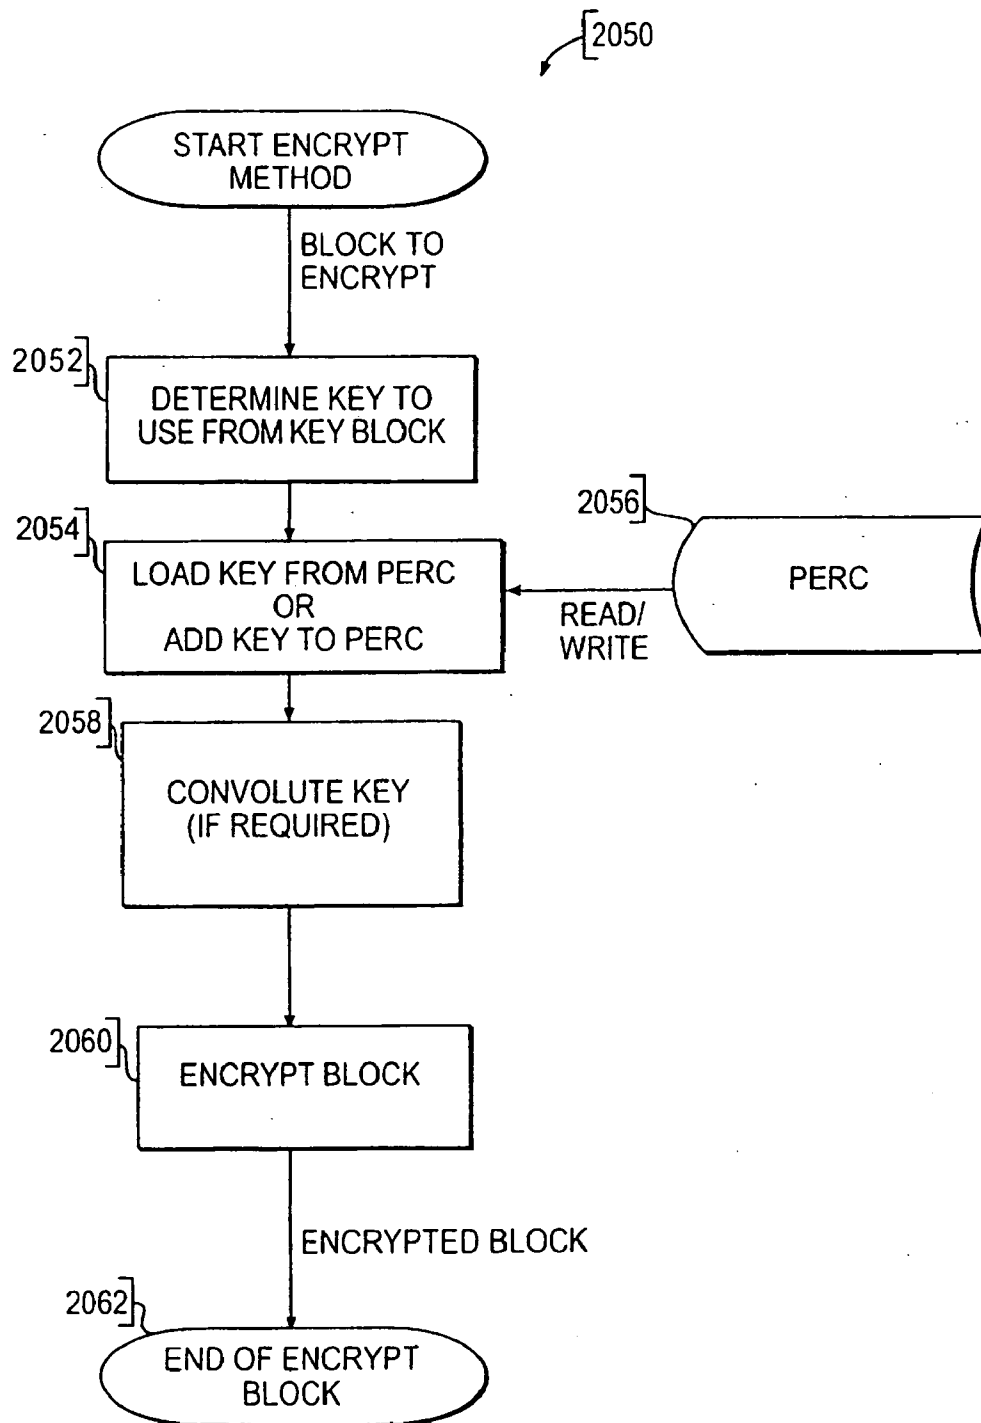 2050
START ENCRYPT
METHOD
BLOCK TO
ENCRYPT
2052
DETERMINE KEY TO
USE FROM KEY BLOCK
2054
LOAD KEY FROM PERC
OR
ADD KEY TO PERC
2056
PERC
READ/
WRITE
2058
CONVOLUTE KEY
(IF REQUIRED)
2060
ENCRYPT BLOCK
ENCRYPTED BLOCK
2062
END OF ENCRYPT
BLOCK